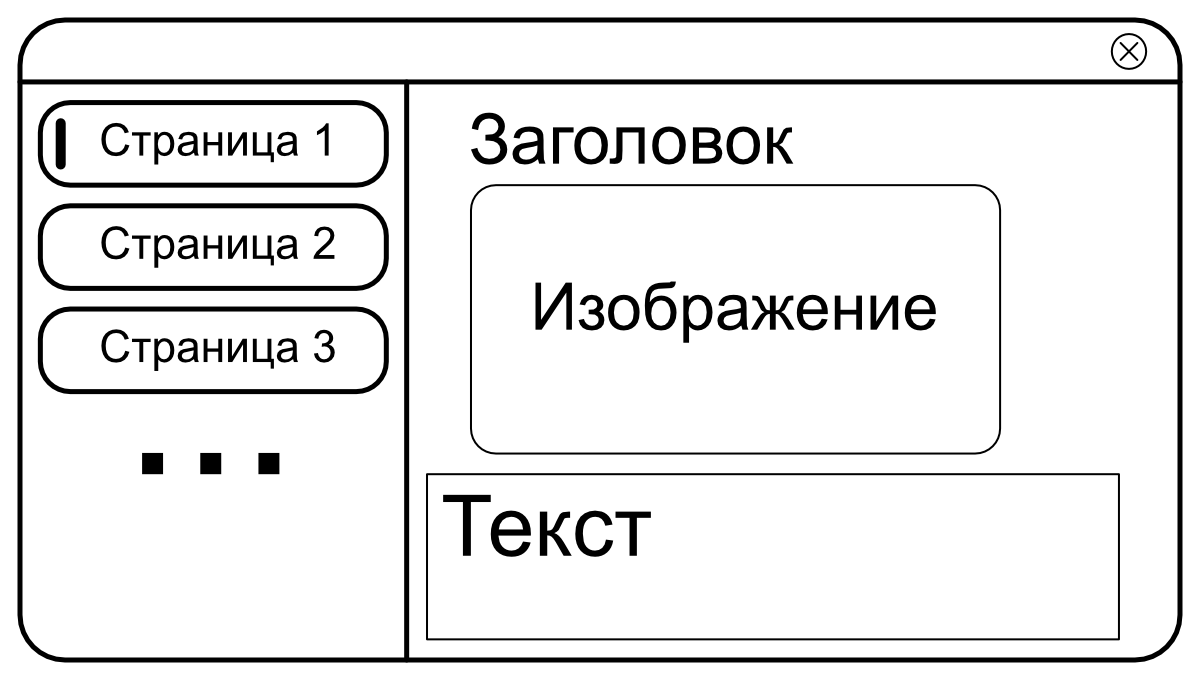 Страница 1
Страница 2
Страница 3
...
Заголовок
Изображение
Текст